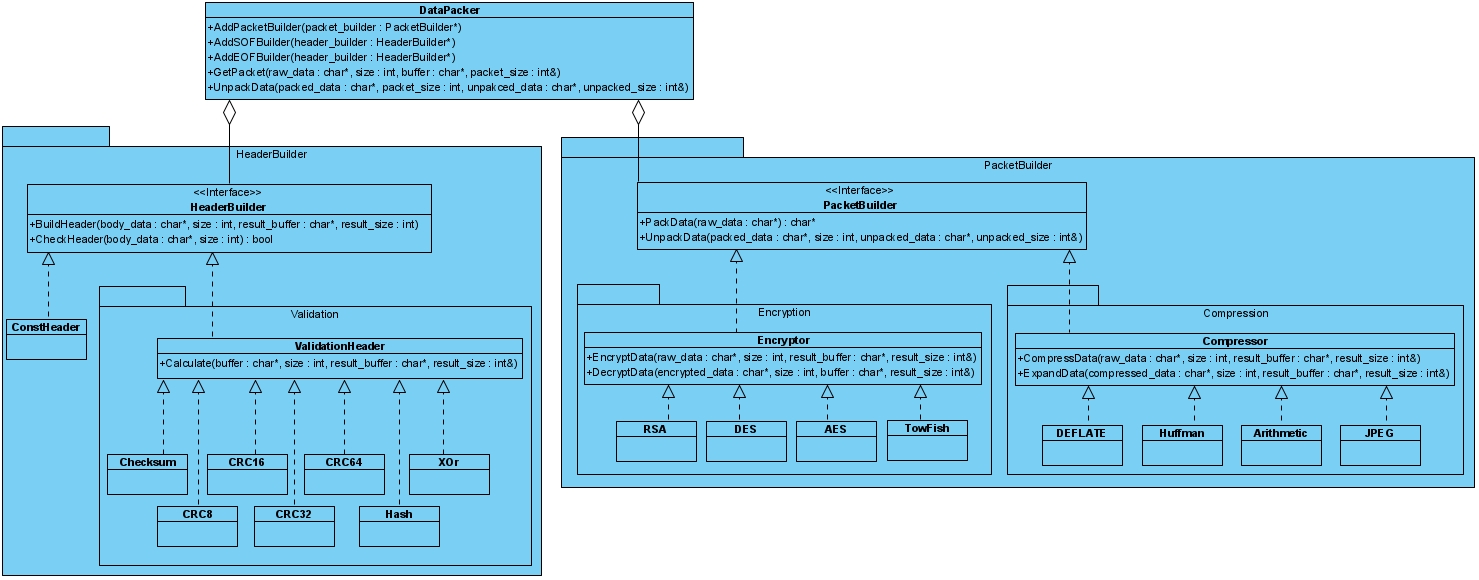 DataPacker
+AddPacketBuilder(packet_builder : PacketBuilder*)
+AddSOFBuilder(header_builder : HeaderBuilder*)
+AddEOFBuilder(header_builder : HeaderBuilder*)
+GetPacket(raw_data : char*, size : int, buffer : char*, packet_size : int&)
+UnpackData(packed_data : char*, packet_size : int, unpakced_data : char*, unpacked_size : int&)
HeaderBuilder
<<Interface>>
HeaderBuilder
+BuildHeader(body_data : char*, size : int, result_buffer : char*, result_size : int)
+CheckHeader(body_data : char*, size : int) : bool
ConstHeader
Validation
ValidationHeader
+Calculate(buffer : char*, size : int, result_buffer : char*, result_size : int&)
Checksum
CRC16
CRC64
XOr
CRC8
CRC32
Hash
PacketBuilder
<<Interface>>
PacketBuilder
+PackData(raw_data : char*) : char*
+UnpackData(packed_data : char*, size : int, unpacked_data : char*, unpacked_size : int&)
Encryption
Encryptor
+EncryptData(raw_data : char*, size : int, result_buffer : char*, result_size : int&)
+DecryptData(encrypted_data : char*, size : int, buffer : char*, result_size : int&)
RSA
DES
AES
TowFish
Compression
Compressor
+CompressData(raw_data : char*, size : int, result_buffer : char*, result_size : int&)
+ExpandData(compressed_data : char*, size : int, result_buffer : char*, result_size : int&)
DEFLATE
Huffman
Arithmetic
JPEG